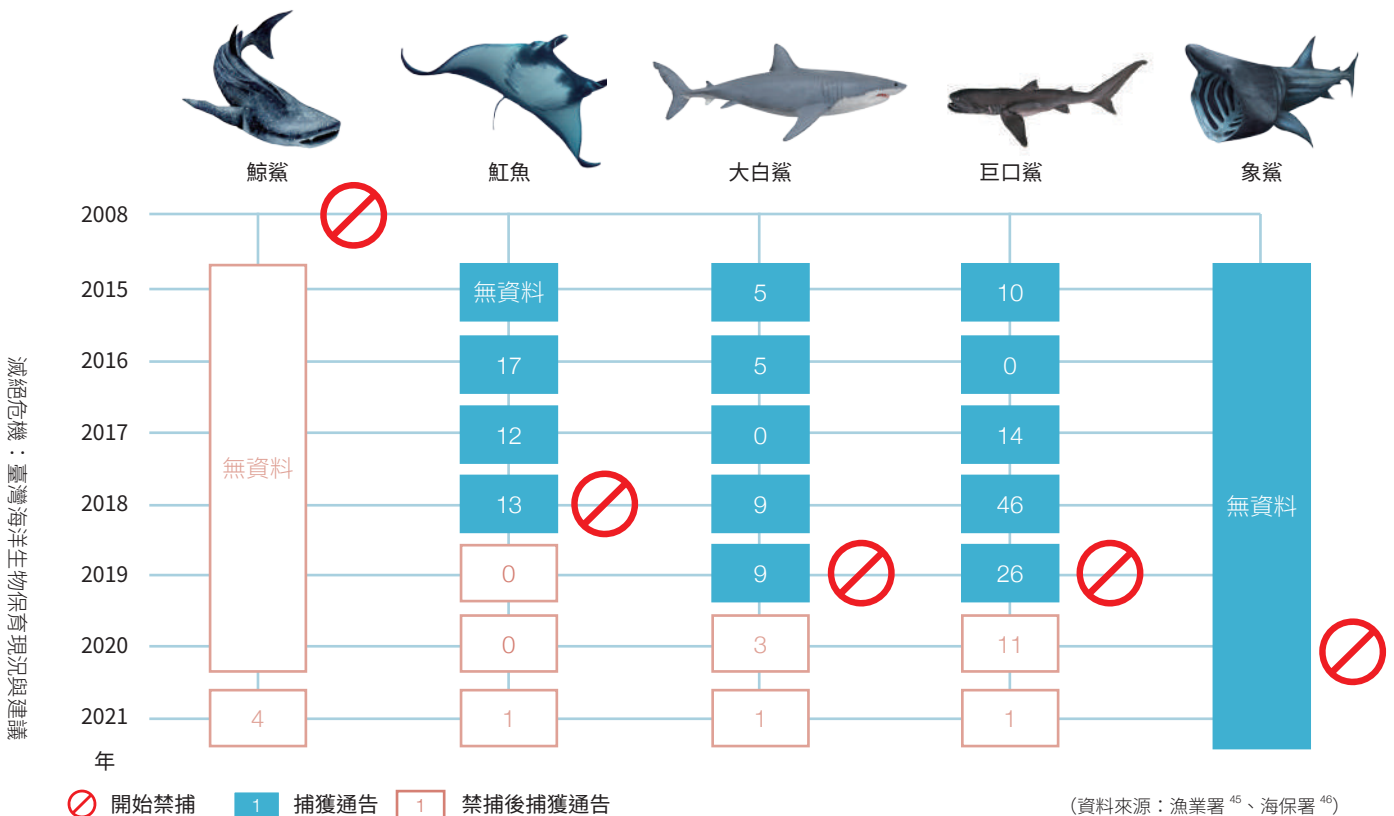 鯨鯊 魟魚 大白鯊 巨口鯊 象鯊
2008
2015 無資料 5 10
2016 17 5 0
2017 12 0 14
無資料
2018 13 9 46 無資料
2019 0 9 26
2020 0 3 11
2021 4 1 1 1
年
開始禁捕 1 捕獲通告 1 禁捕後捕獲通告
(資料來源：漁業署 45、海保署 46)
滅絕危機：臺灣海洋生物保育現況與建議